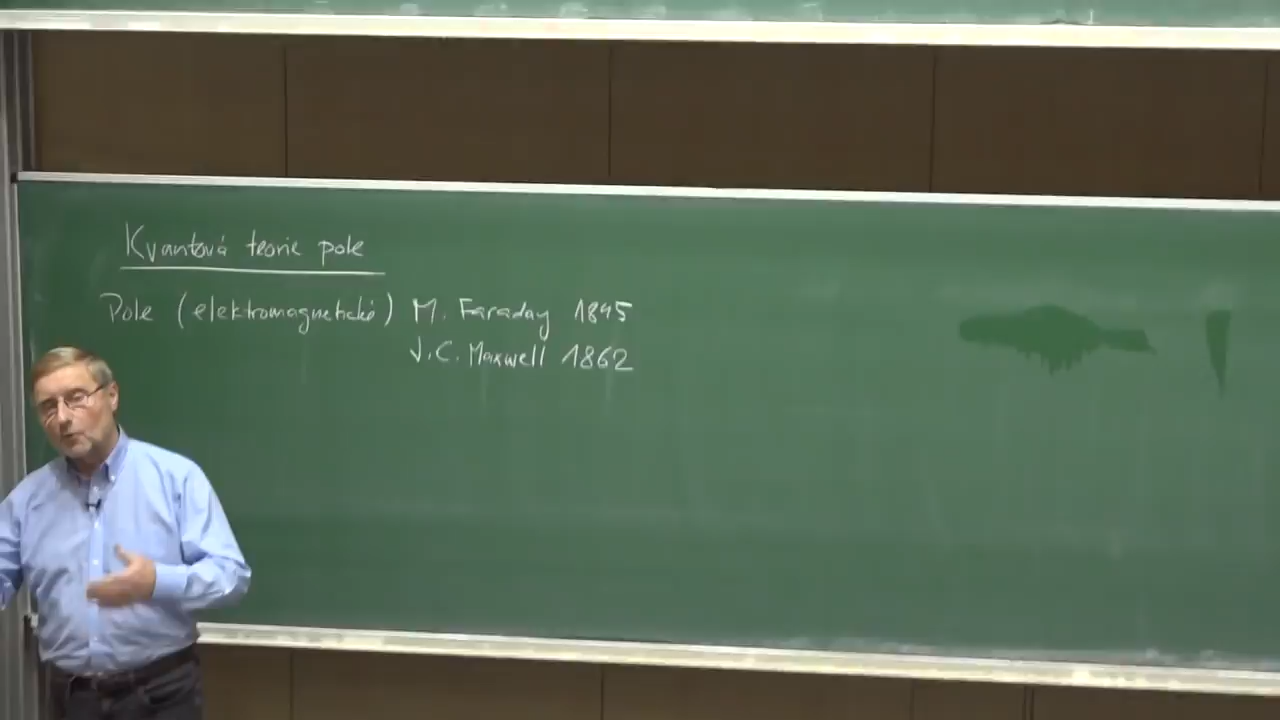 Kvantová teorie pole
Pole (elektromagnetické) M. Faraday 1845
J. C. Maxwell 1862